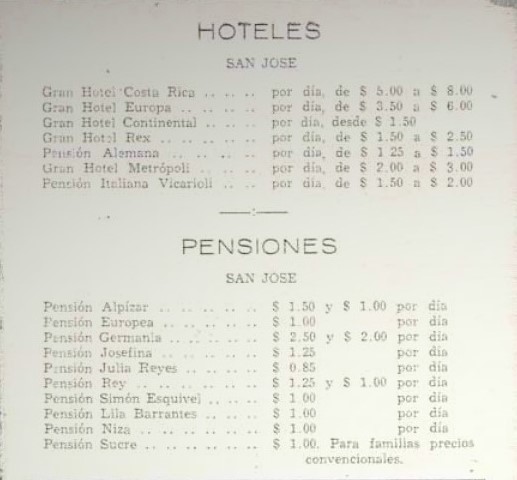 HOTELES
SAN JOSE
Gran Hotel Costa Rica .. .. .. por día, de $ 5.00 a $ 8.00
Gran Hotel Europa .. .. .. .. por día, de $ 3.50 a $ 6.00
Gran Hotel Continental .. .. .. por día, desde $ 1.50
Gran Hotel Rex .. .. .. .. .. por día, de $ 1.50 a $ 2.50
Pensión Alemana .. .. .. .. por día, de $ 1 25 a $ 1.50
Gran Hotel Metrópoli .. .. .. por día, de $ 2.00 a $ 3.00
Pensión Italiana Vicarioli .. .. por día, de $ 1.50 a $ 2.00
PENSIONES
SAN JOSE
Pensión Alpízar .. .. .. .. .. $ 1.50 y $ 1.00 por día
Pensión Europea .. .. .. .. .. $ 1.00 por día
Pensión Germania .. .. .. .. $ 2.50 y $ 2.00 por día
Pensión Josefina .. .. .. .. .. $ 1.25 por día
Pensión Julia Reyes .. .. .. .. $ 0.85 por día
Pensión Rey .. .. .. .. .. .. $ 1.25 y $ 1.00 por día
Pensión Simón Esquivel .. .. .. $ 1.00 por día
Pensión Lila Barrantes .. .. .. $ 1.00 por día
Pensión Niza .. .. .. .. .. .. $ 1.00 por día
Pensión Sucre .. .. .. .. .. .. $ 1.00. Para familias precios
convencionales.